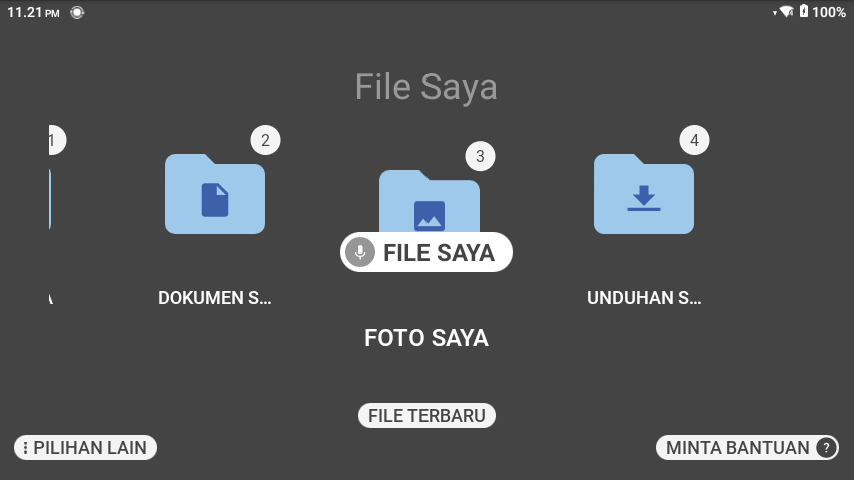 11.21 PM
100%
File Saya
1
2
3
4
FILE SAYA
A
DOKUMEN S...
UNDUHAN S...
FOTO SAYA
FILE TERBARU
PILIHAN LAIN
MINTA BANTUAN ?